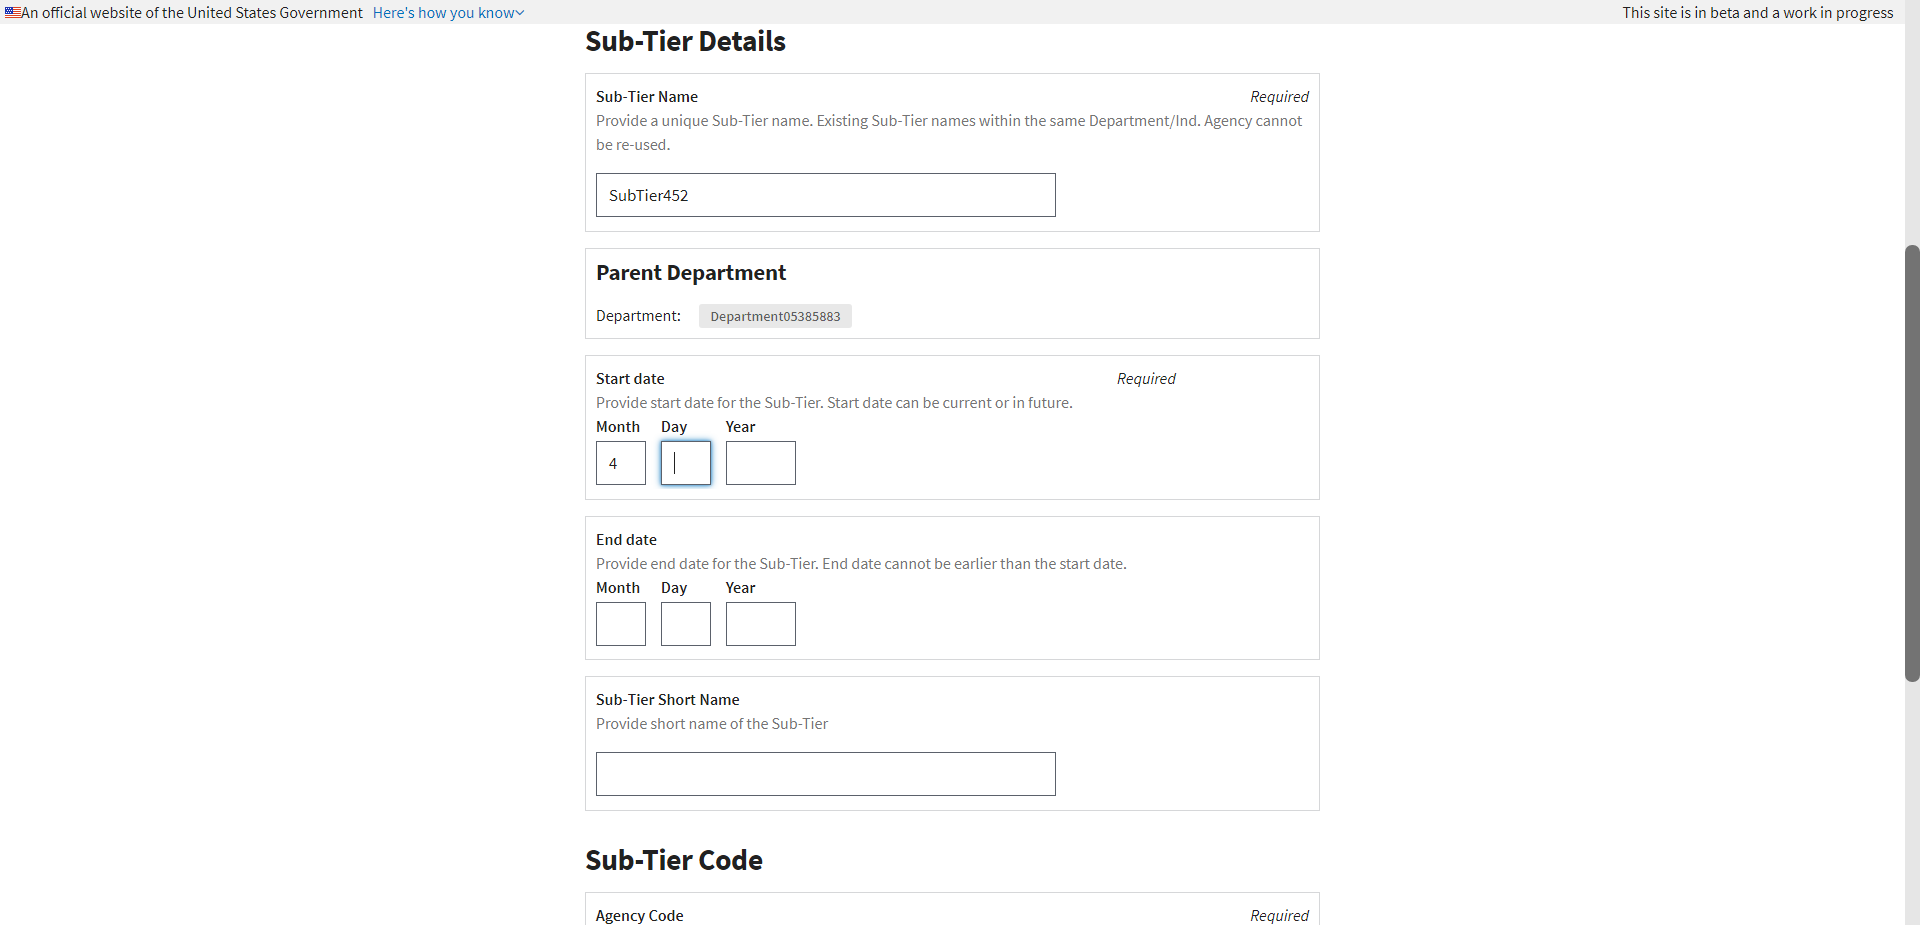 An official website of the United States Government Here's how you know
This site is in beta and a work in progress
Sub-Tier Details
Sub-Tier Name Required
Provide a unique Sub-Tier name. Existing Sub-Tier names within the same Department/Ind. Agency cannot
be re-used.
SubTier452
Parent Department
Department: Department05385883
Start date Required
Provide start date for the Sub-Tier. Start date can be current or in future.
Month Day Year
4
End date
Provide end date for the Sub-Tier. End date cannot be earlier than the start date.
Month Day Year
Sub-Tier Short Name
Provide short name of the Sub-Tier
Sub-Tier Code
Agency Code Required